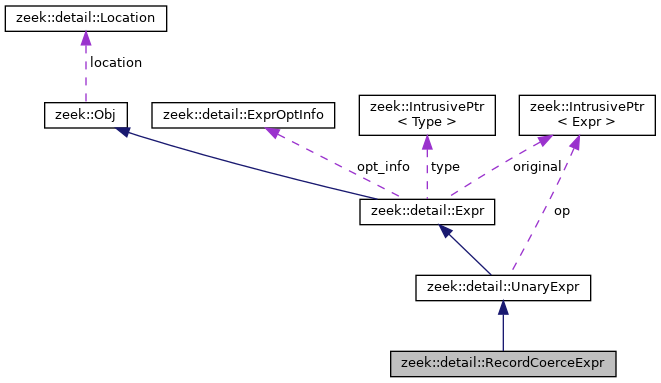 zeek::detail::Location
location
zeek::Obj
zeek::detail::ExprOptInfo
zeek::IntrusivePtr
< Type >
zeek::IntrusivePtr
< Expr >
opt_info
type
original
zeek::detail::Expr
op
zeek::detail::UnaryExpr
zeek::detail::RecordCoerceExpr